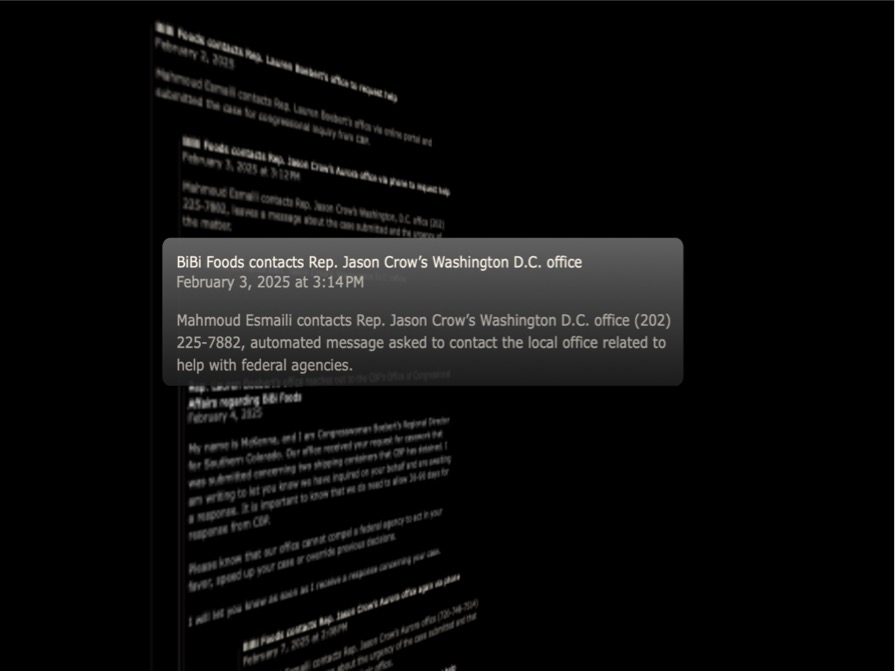 BiBi Foods contacts Rep. Lauren Boebert's office to request help
February 2, 2025
Mahmoud Esmaili contacts Rep. Lauren Boebert's office via online portal and
submitted the case for congressional inquiry from CBP.
BiBi Foods contacts Rep. Jason Crow's Aurora office via phone to request help
February 3, 2025 at 3:12 PM
Mahmoud Esmaili contacts Rep. Jason Crow's Washington, D.C. office (202)
225-7882, leaves a message about the case submitted and the urgency of
the matter.
BiBi Foods contacts Rep. Jason Crow’s Washington D.C. office
February 3, 2025 at 3:14 PM
Mahmoud Esmaili contacts Rep. Jason Crow’s Washington D.C. office (202)
225-7882, automated message asked to contact the local office related to
help with federal agencies.
Rep. Lauren Boebert's office reaches out to the CBP's Office of Congressional
Affairs regarding BiBi Foods
February 4, 2025
My name is McKenna, and I am Congresswoman Boebert's Regional Director
for Southern Colorado. Our office received your request for casework that
was submitted concerning two shipping containers that CBP has detained. I
am writing to let you know we have inquired on your behalf and are awaiting
a response. It is important to know that we do need to allow 30-60 days for
response from CBP.
Please know that our office cannot compel a federal agency to act in your
favor, speed up your case or override previous decisions.
I will let you know as soon as I receive a response concerning your case.
BiBi Foods contacts Rep. Jason Crow's Aurora office again via phone
February 7, 2025 at 2:08 PM
Esmaili contacts Rep. Jason Crow's Aurora office (720-748-7514)
about the urgency of the case submitted and that
office.
help